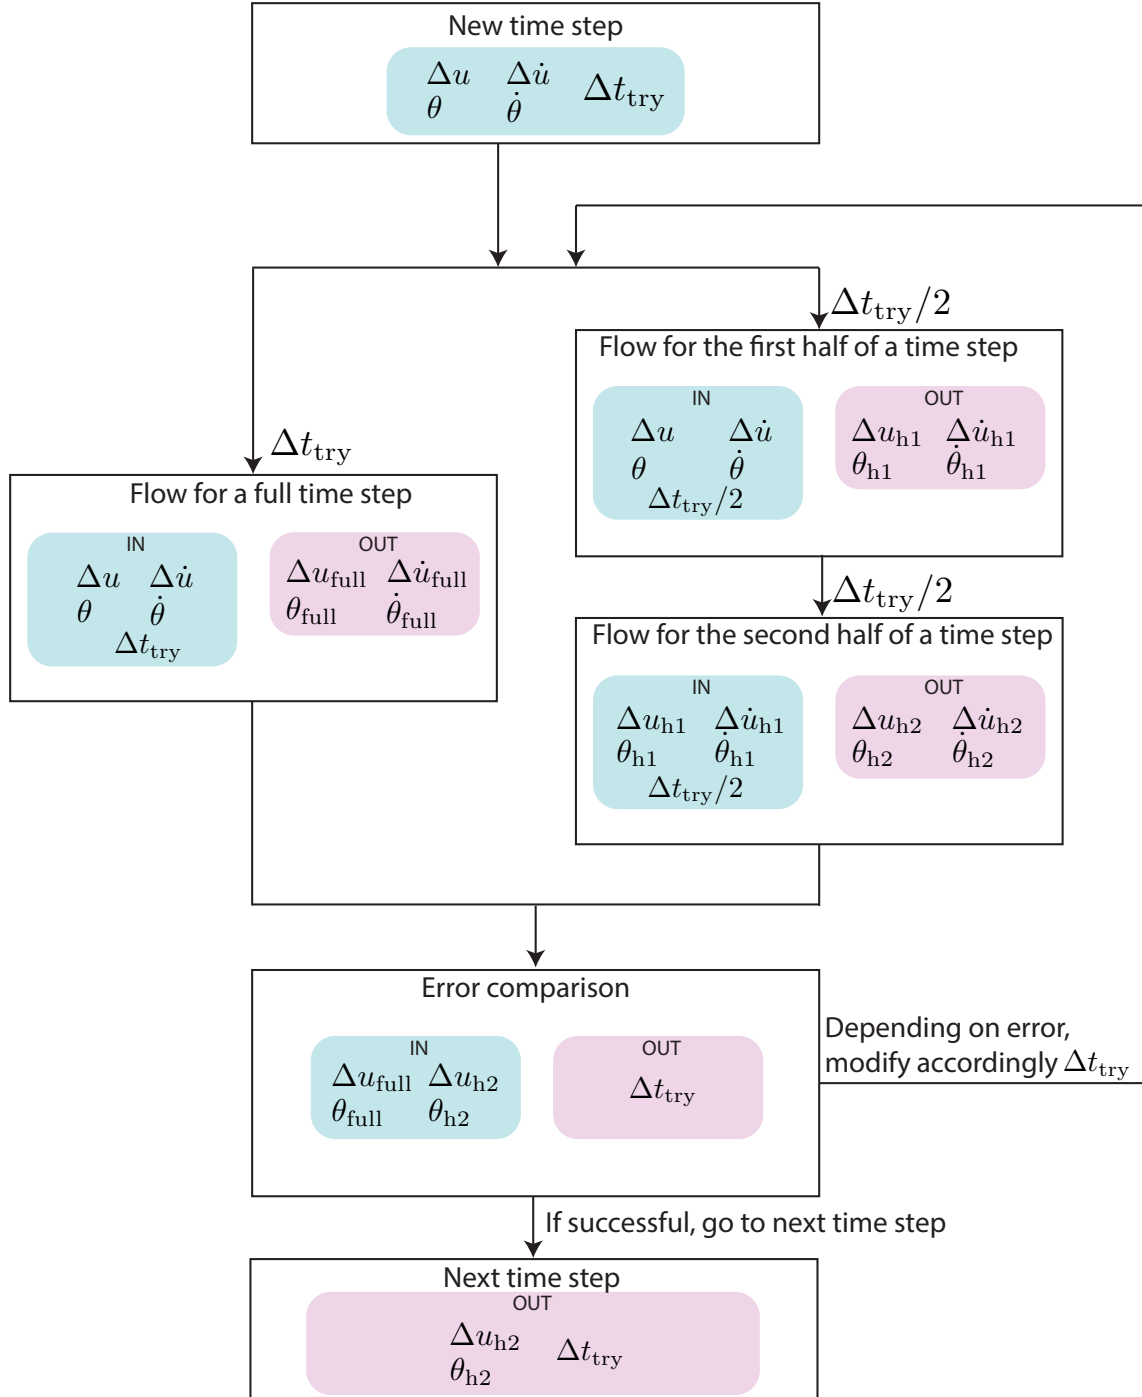 New time step
Δu Δu̇ Δt_try
θ θ̇
Δt_try/2
Flow for the first half of a time step
IN OUT
Δu Δu̇ Δu_h1 Δu̇_h1
θ θ̇ θ_h1 θ̇_h1
Δt_try/2
Δt_try
Flow for a full time step
IN OUT
Δu Δu̇ Δu_full Δu̇_full
θ θ̇ θ_full θ̇_full
Δt_try
Δt_try/2
Flow for the second half of a time step
IN OUT
Δu_h1 Δu̇_h1 Δu_h2 Δu̇_h2
θ_h1 θ̇_h1 θ_h2 θ̇_h2
Δt_try/2
Error comparison
IN OUT
Δu_full Δu_h2 Δt_try
θ_full θ_h2
Depending on error,
modify accordingly Δt_try
If successful, go to next time step
Next time step
OUT
Δu_h2 Δt_try
θ_h2